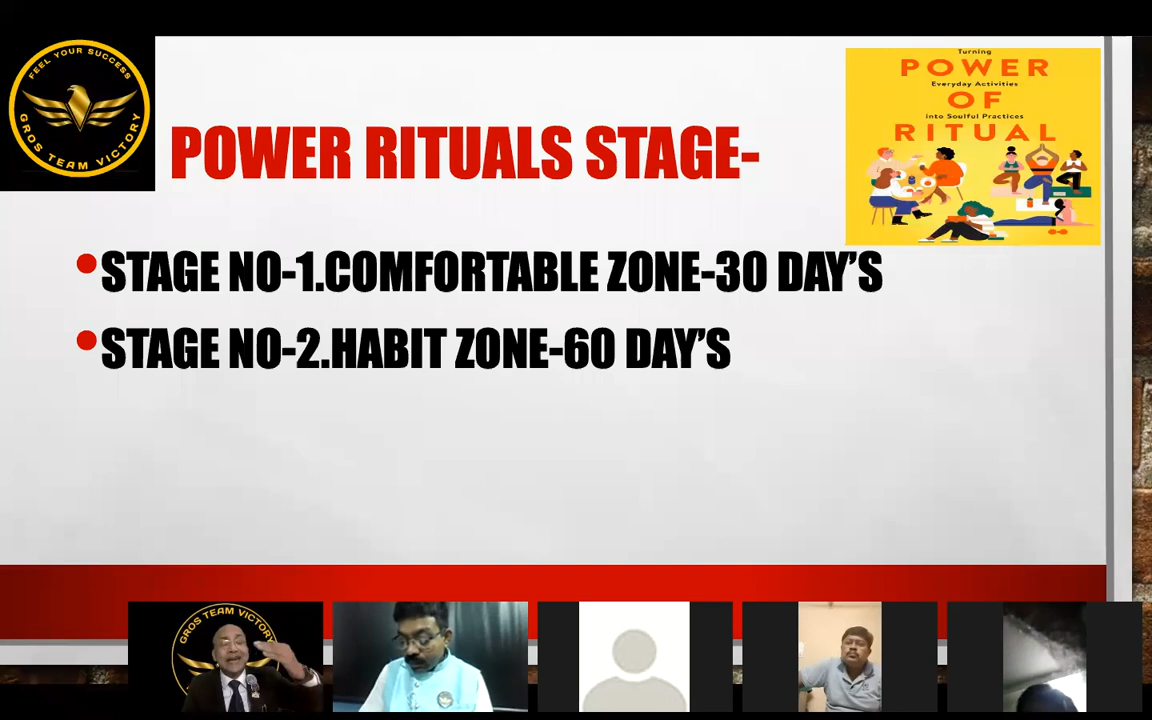 FEEL YOUR SUCCESS
GROS TEAM VICTORY
Turning
POWER
Everyday Activities
OF
into Soulful Practices
RITUAL
POWER RITUALS STAGE-
•STAGE NO-1.COMFORTABLE ZONE-30 DAY’S
•STAGE NO-2.HABIT ZONE-60 DAY’S
GROS TEAM VICTORY